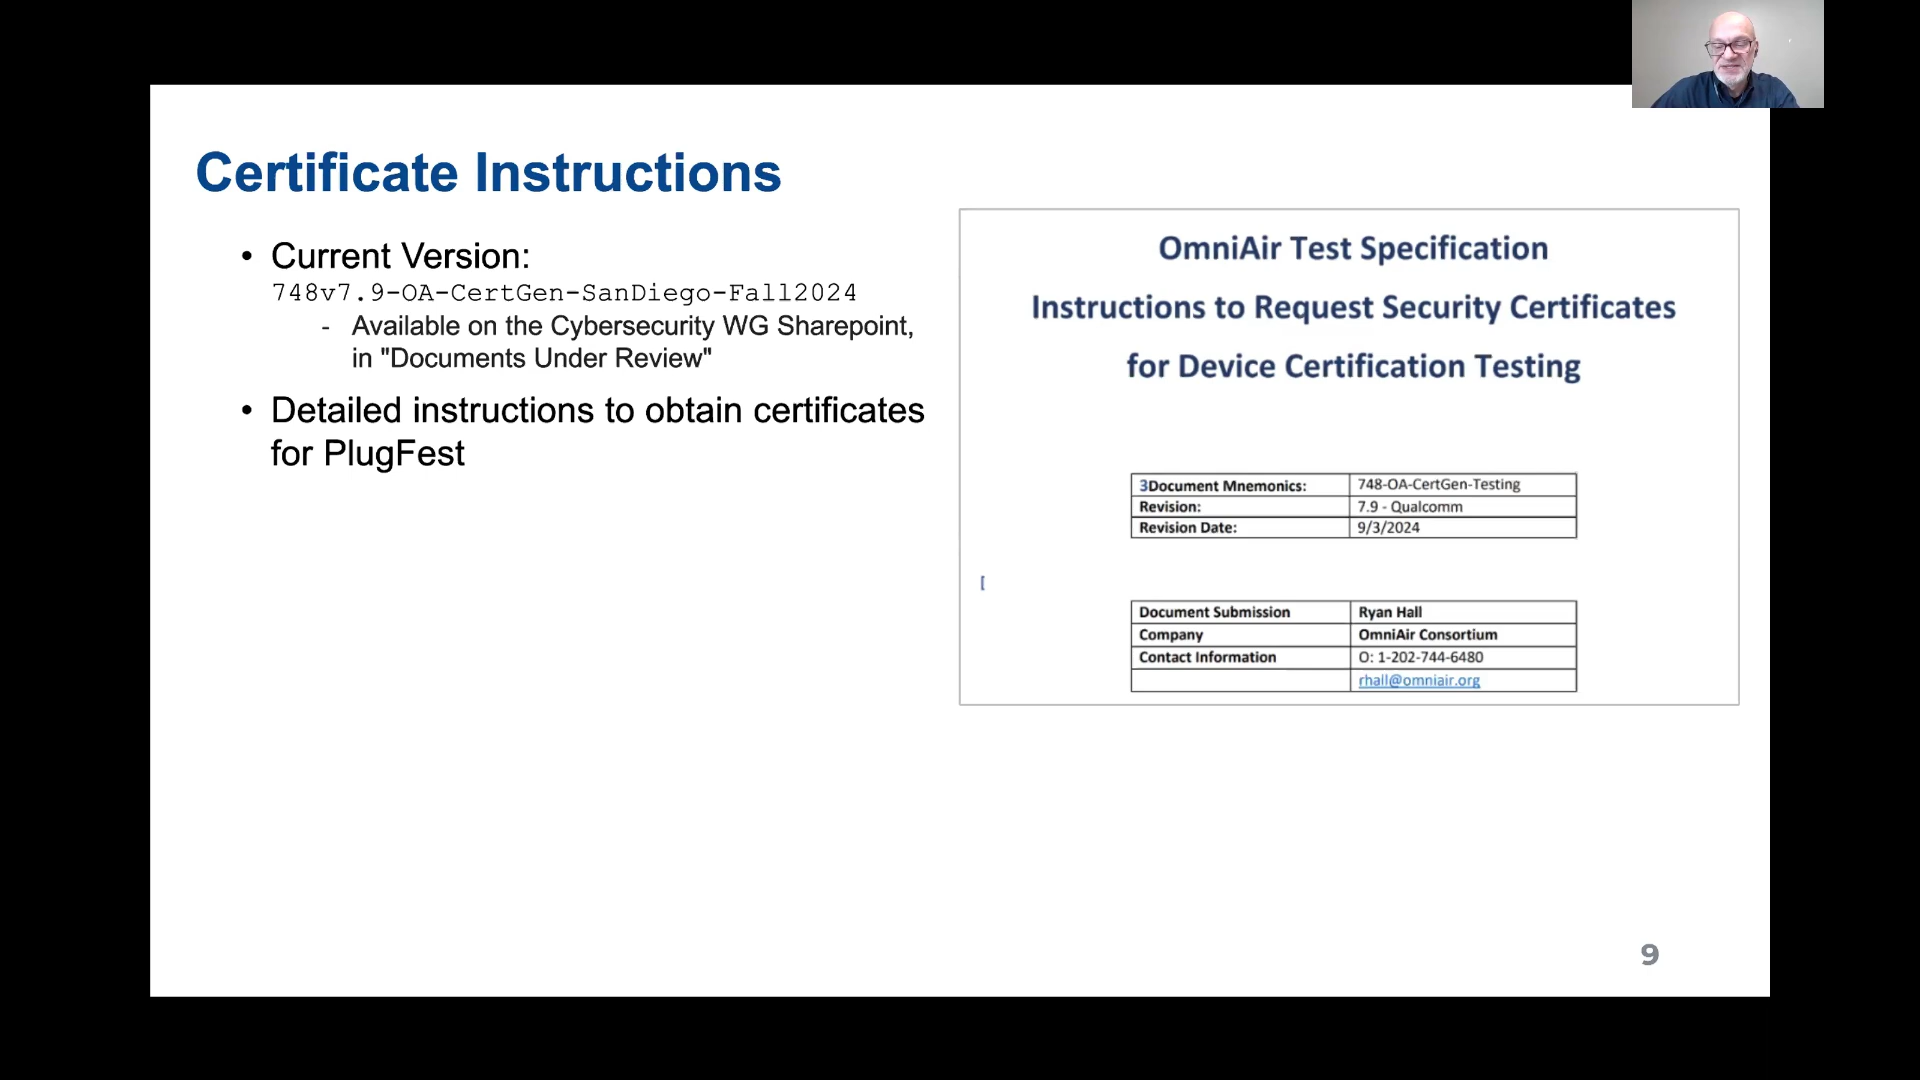 Certificate Instructions
• Current Version:
748v7.9-OA-CertGen-SanDiego-Fall2024
- Available on the Cybersecurity WG Sharepoint,
in "Documents Under Review"
• Detailed instructions to obtain certificates
for PlugFest
OmniAir Test Specification
Instructions to Request Security Certificates
for Device Certification Testing
3Document Mnemonics: 748-OA-CertGen-Testing
Revision: 7.9 - Qualcomm
Revision Date: 9/3/2024
[
Document Submission Ryan Hall
Company OmniAir Consortium
Contact Information O: 1-202-744-6480
rhall@omniair.org
9